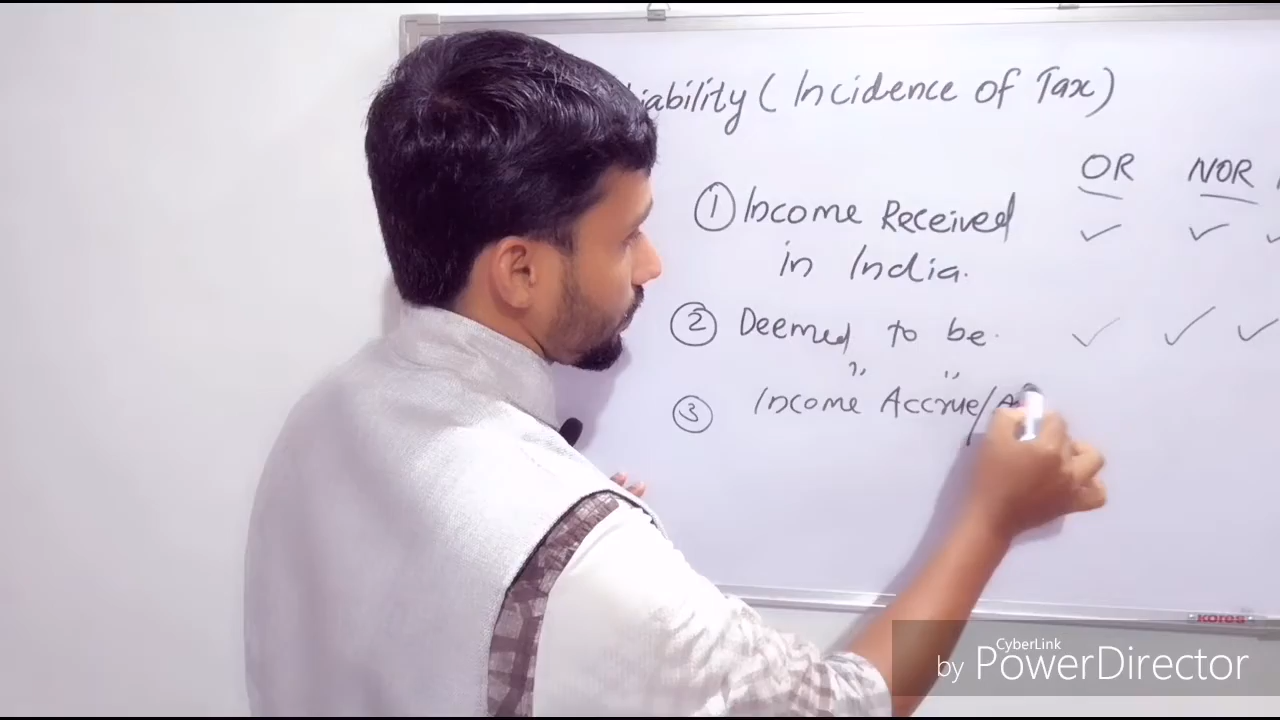 iability ( Incidence of Tax )
OR NOR
① Income Received ✓ ✓ ✓
in India.
② Deemed to be. ✓ ✓ ✓
" "
③ Income Accrue/A
KORES
CyberLink
by PowerDirector